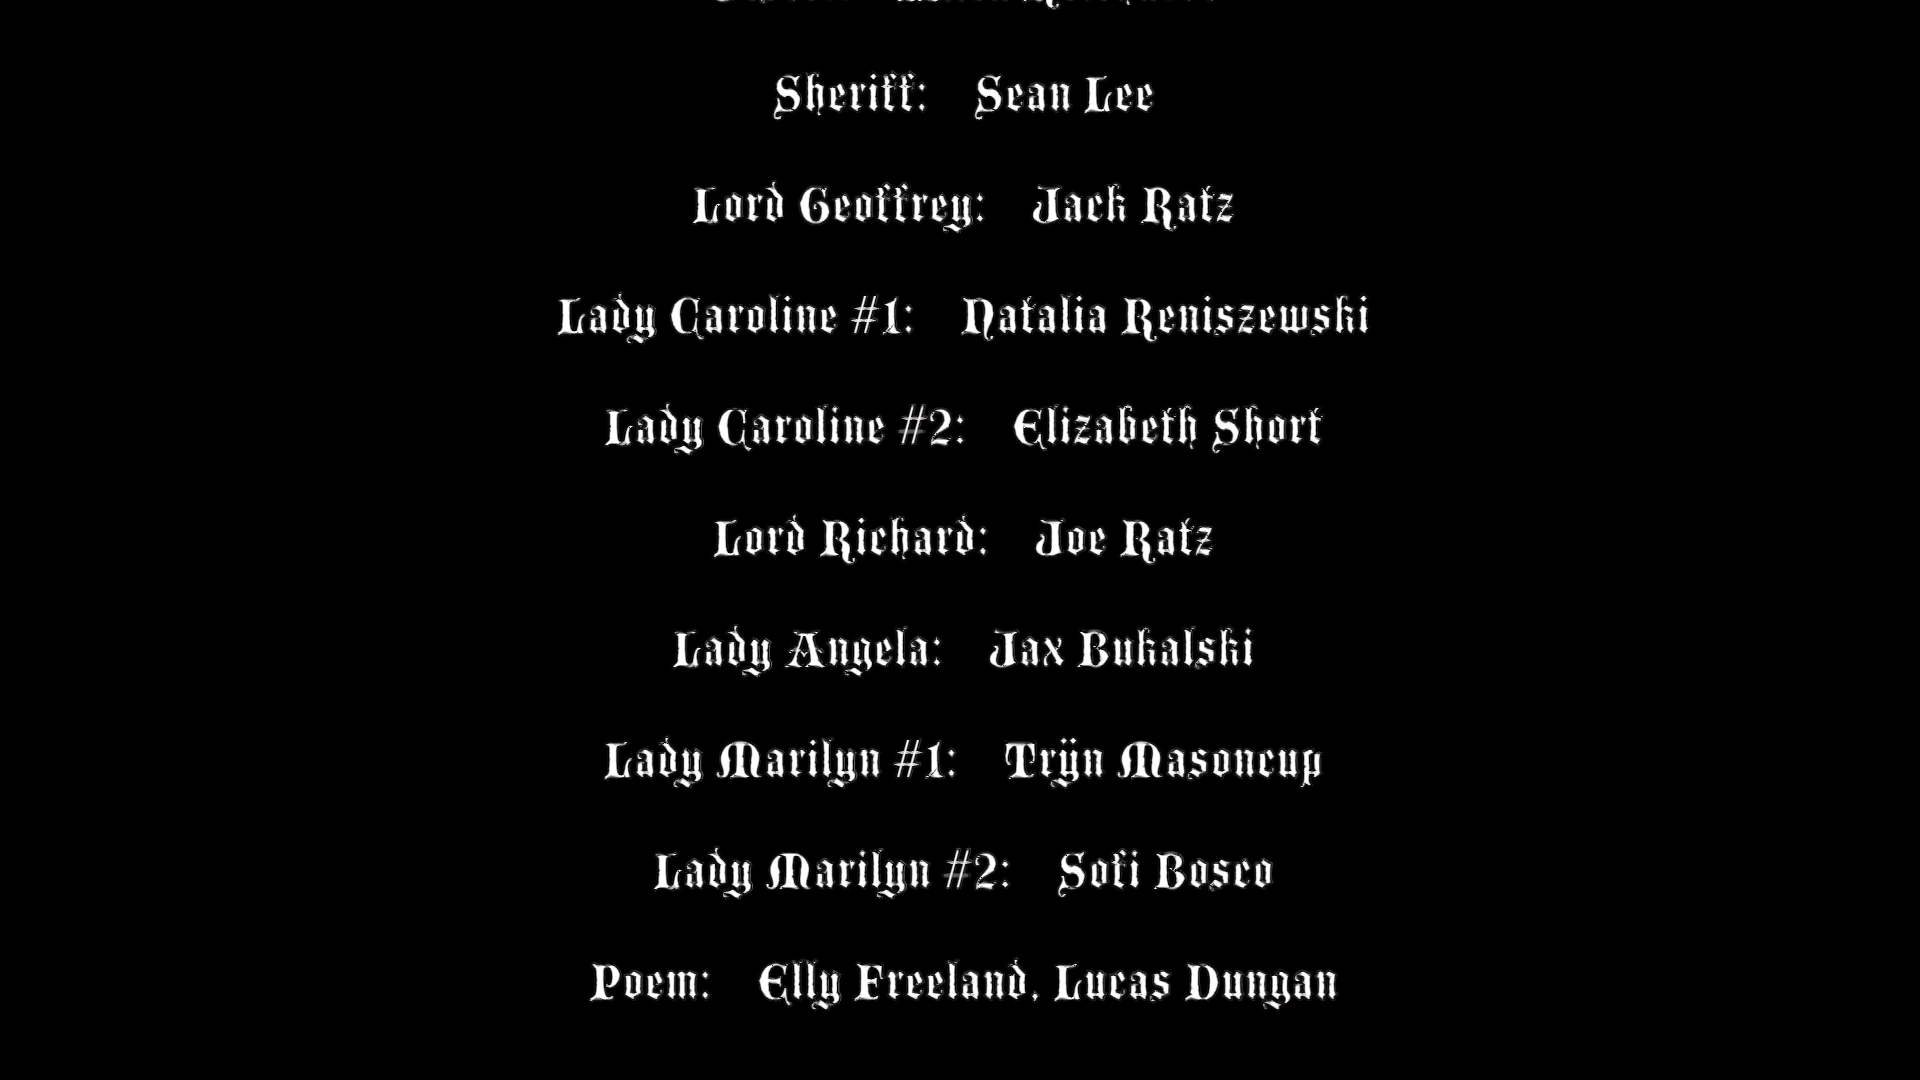 Sheriff: Sean Lee
Lord Geoffrey: Jack Ratz
Lady Caroline #1: Natalia Reniszewski
Lady Caroline #2: Elizabeth Short
Lord Richard: Joe Ratz
Lady Angela: Jax Bukalski
Lady Marilyn #1: Trÿn Masoncup
Lady Marilyn #2: Sofi Bosco
Poem: Elly Freeland, Lucas Dungan